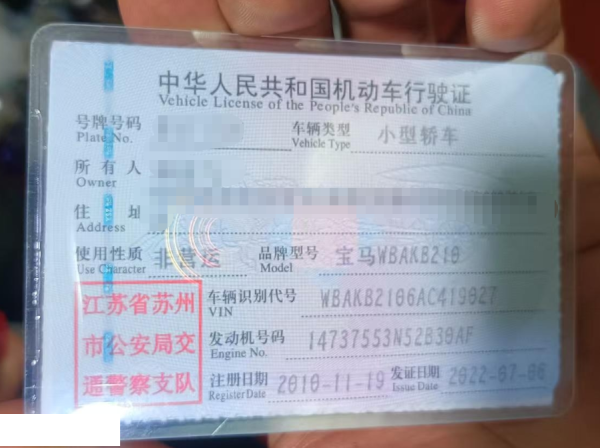 中华人民共和国机动车行驶证
Vehicle License of the People's Republic of China
号牌号码
Plate No.
车辆类型 小型轿车
Vehicle Type
所有人
Owner
住址
Address
使用性质 非营运 品牌型号 宝马WBAKB210
Use Character Model
江苏省苏州
市公安局交
通警察支队
车辆识别代号 WBAKB2106AC419027
VIN
发动机号码 14737553N52B30AF
Engine No.
注册日期 2010-11-19 发证日期 2022-07-06
Register Date Issue Date